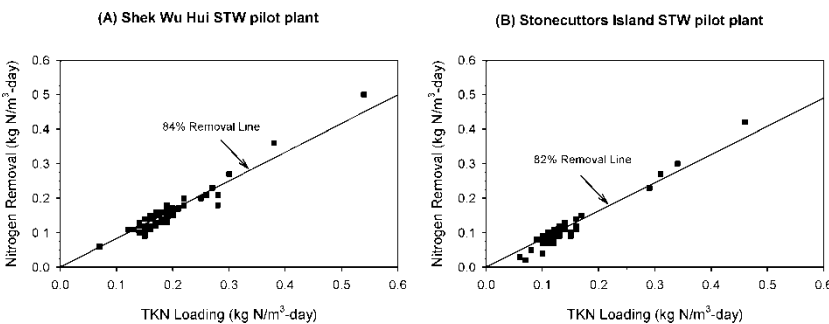 (A) Shek Wu Hui STW pilot plant
Nitrogen Removal (kg N/m³-day)
0.6
0.5
0.4
0.3
0.2
0.1
0.0
84% Removal Line
0.0 0.1 0.2 0.3 0.4 0.5 0.6
TKN Loading (kg N/m³-day)
(B) Stonecuttors Island STW pilot plant
Nitrogen Removal (kg N/m³-day)
0.6
0.5
0.4
0.3
0.2
0.1
0.0
82% Removal Line
0.0 0.1 0.2 0.3 0.4 0.5 0.6
TKN Loading (kg N/m³-day)